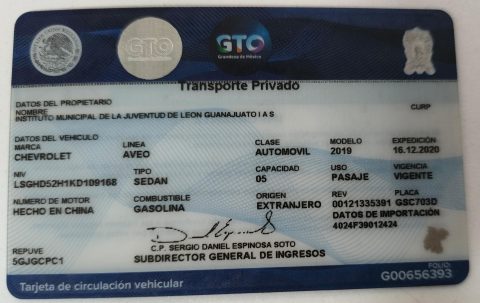 GTO
GTO
Grandeza de México
Transporte Privado
DATOS DEL PROPIETARIO
NOMBRE CURP
INSTITUTO MUNICIPAL DE LA JUVENTUD DE LEON GUANAJUATO I A S
DATOS DEL VEHICULO
MARCA LINEA CLASE MODELO EXPEDICIÓN
CHEVROLET AVEO AUTOMOVIL 2019 16.12.2020
NIV TIPO CAPACIDAD USO VIGENCIA
LSGHD52H1KD109168 SEDAN 05 PASAJE VIGENTE
NUMERO DE MOTOR COMBUSTIBLE ORIGEN REV PLACA
HECHO EN CHINA GASOLINA EXTRANJERO 00121335391 GSC703D
DATOS DE IMPORTACIÓN
4024F39012424
C.P. SERGIO DANIEL ESPINOSA SOTO
REPUVE SUBDIRECTOR GENERAL DE INGRESOS
5GJGCPC1
FOLIO:
Tarjeta de circulación vehicular G00656393